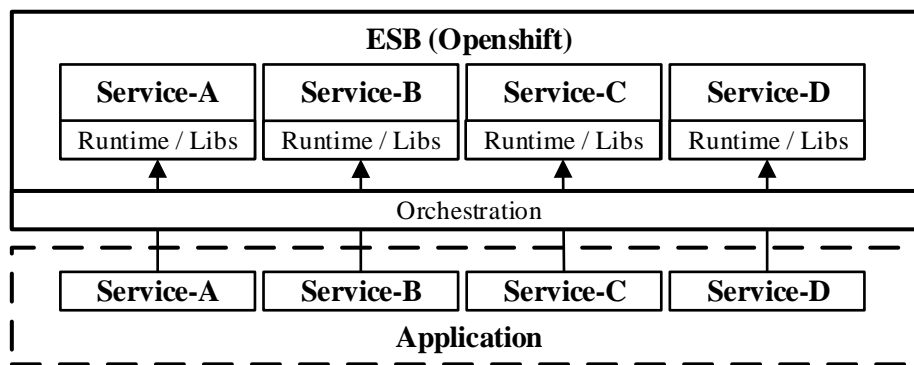 ESB (Openshift)
Service-A Service-B Service-C Service-D
Runtime / Libs Runtime / Libs Runtime / Libs Runtime / Libs
Orchestration
Service-A Service-B Service-C Service-D
Application